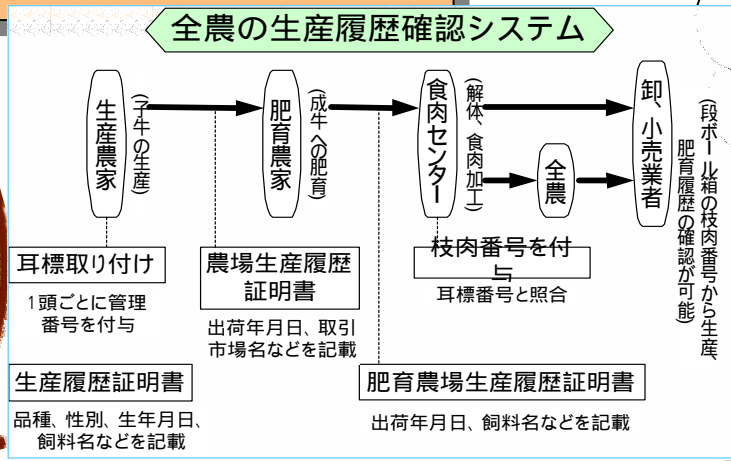 全農の生産履歴確認システム
生産農家
(子牛の生産)
肥育農家
(成牛への肥育)
食肉センター
(解体、食肉加工)
全農
卸、小売業者
(段ボール箱の枝肉番号から生産、
肥育履歴の確認が可能)
耳標取り付け
1頭ごとに管理
番号を付与
農場生産履歴
証明書
出荷年月日、取引
市場名などを記載
枝肉番号を付
与
耳標番号と照合
生産履歴証明書
品種、性別、生年月日、
飼料名などを記載
肥育農場生産履歴証明書
出荷年月日、飼料名などを記載